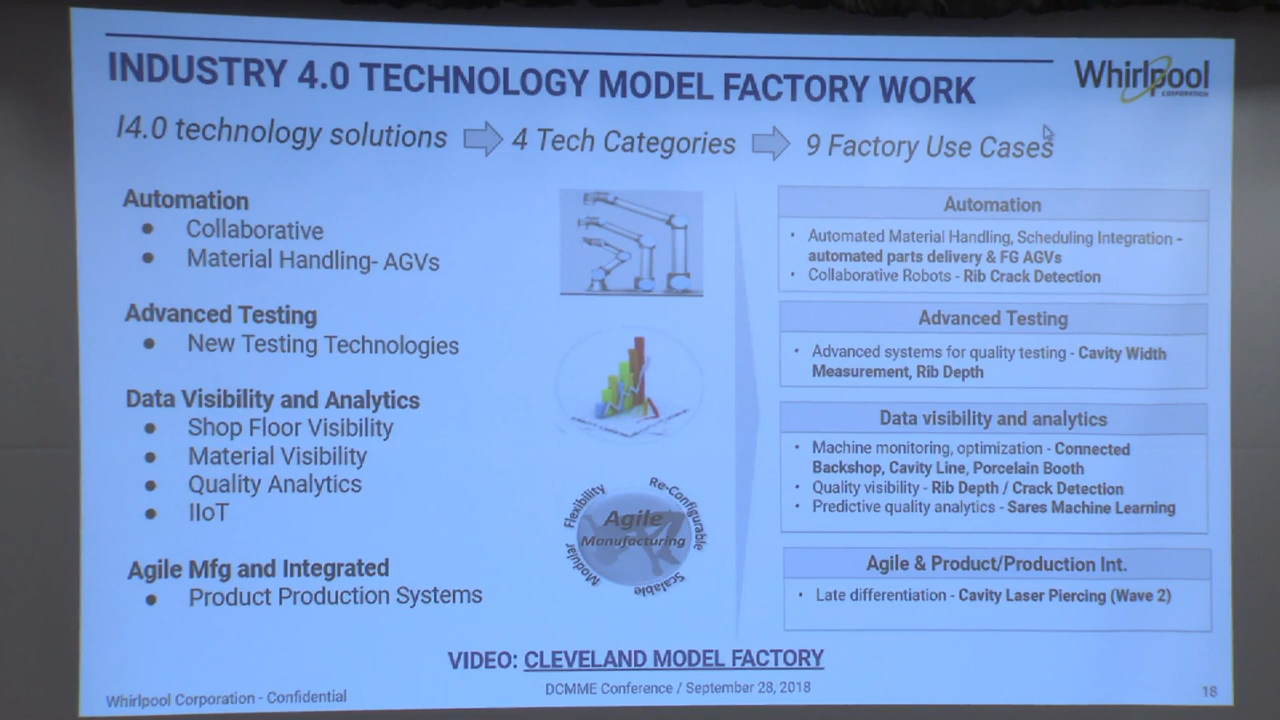 INDUSTRY 4.0 TECHNOLOGY MODEL FACTORY WORK
Whirlpool
CORPORATION
I4.0 technology solutions
4 Tech Categories
9 Factory Use Cases
Automation
• Collaborative
• Material Handling- AGVs
Advanced Testing
• New Testing Technologies
Data Visibility and Analytics
• Shop Floor Visibility
• Material Visibility
• Quality Analytics
• IIoT
Agile Mfg and Integrated
• Product Production Systems
Flexibility
Re-Configurable
Agile
Manufacturing
Modular
Scalable
Automation
• Automated Material Handling, Scheduling Integration -
automated parts delivery & FG AGVs
• Collaborative Robots - Rib Crack Detection
Advanced Testing
• Advanced systems for quality testing - Cavity Width
Measurement, Rib Depth
Data visibility and analytics
• Machine monitoring, optimization - Connected
Backshop, Cavity Line, Porcelain Booth
• Quality visibility - Rib Depth / Crack Detection
• Predictive quality analytics - Sares Machine Learning
Agile & Product/Production Int.
• Late differentiation - Cavity Laser Piercing (Wave 2)
VIDEO: CLEVELAND MODEL FACTORY
Whirlpool Corporation - Confidential
DCMME Conference / September 28, 2018
18